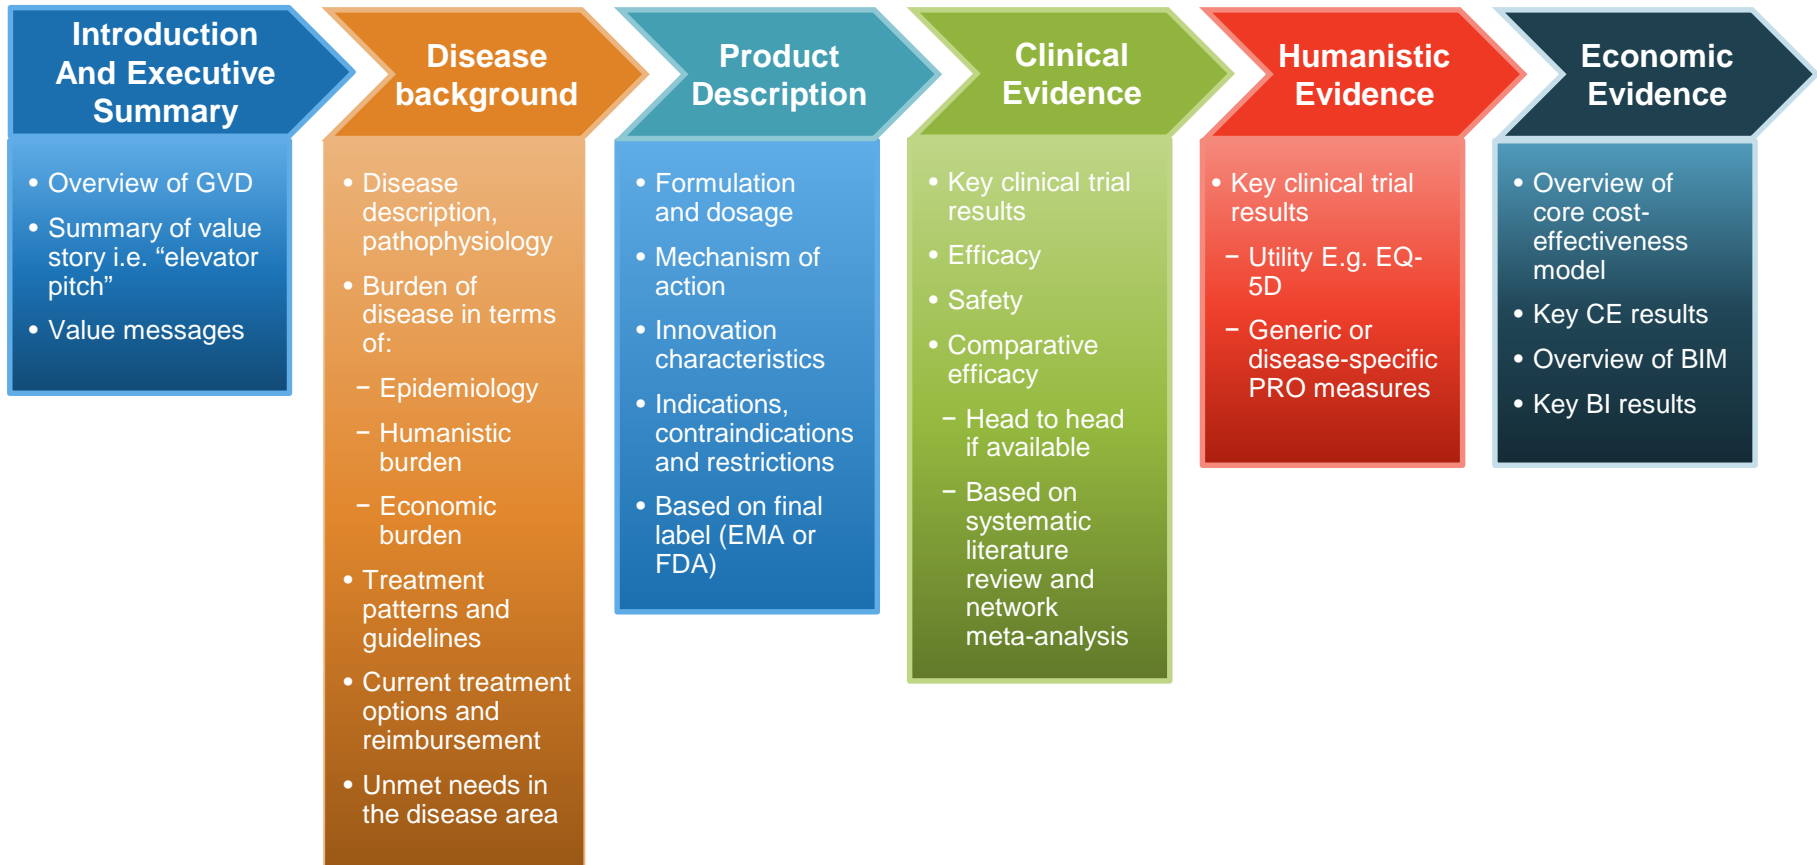 Introduction
And Executive
Summary
• Overview of GVD
• Summary of value
story i.e. “elevator
pitch”
• Value messages
Disease
background
• Disease
description,
pathophysiology
• Burden of
disease in terms
of:
− Epidemiology
− Humanistic
burden
− Economic
burden
• Treatment
patterns and
guidelines
• Current treatment
options and
reimbursement
• Unmet needs in
the disease area
Product
Description
• Formulation
and dosage
• Mechanism of
action
• Innovation
characteristics
• Indications,
contraindications
and restrictions
• Based on final
label (EMA or
FDA)
Clinical
Evidence
• Key clinical trial
results
• Efficacy
• Safety
• Comparative
efficacy
− Head to head
if available
− Based on
systematic
literature
review and
network
meta-analysis
Humanistic
Evidence
• Key clinical trial
results
− Utility E.g. EQ-
5D
− Generic or
disease-specific
PRO measures
Economic
Evidence
• Overview of
core cost-
effectiveness
model
• Key CE results
• Overview of BIM
• Key BI results